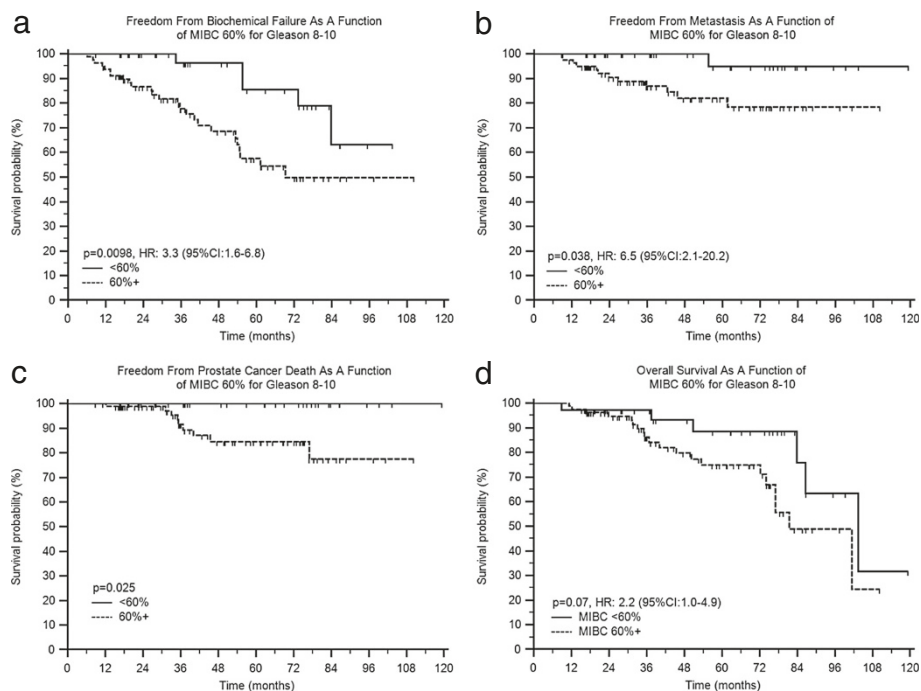 a
Freedom From Biochemical Failure As A Function
of MIBC 60% for Gleason 8-10
Survival probability (%)
100
90
80
70
60
50
40
30
20
10
0
p=0.0098, HR: 3.3 (95%CI:1.6-6.8)
<60%
60%+
0 12 24 36 48 60 72 84 96 108 120
Time (months)
b
Freedom From Metastasis As A Function of
MIBC 60% for Gleason 8-10
Survival probability (%)
100
90
80
70
60
50
40
30
20
10
0
p=0.038, HR: 6.5 (95%CI:2.1-20.2)
<60%
60%+
0 12 24 36 48 60 72 84 96 108 120
Time (months)
c
Freedom From Prostate Cancer Death As A Function
of MIBC 60% for Gleason 8-10
Survival probability (%)
100
90
80
70
60
50
40
30
20
10
0
p=0.025
<60%
60%+
0 12 24 36 48 60 72 84 96 108 120
Time (months)
d
Overall Survival As A Function of
MIBC 60% for Gleason 8-10
Survival probability (%)
100
90
80
70
60
50
40
30
20
10
0
p=0.07, HR: 2.2 (95%CI:1.0-4.9)
MIBC <60%
MIBC 60%+
0 12 24 36 48 60 72 84 96 108 120
Time (months)